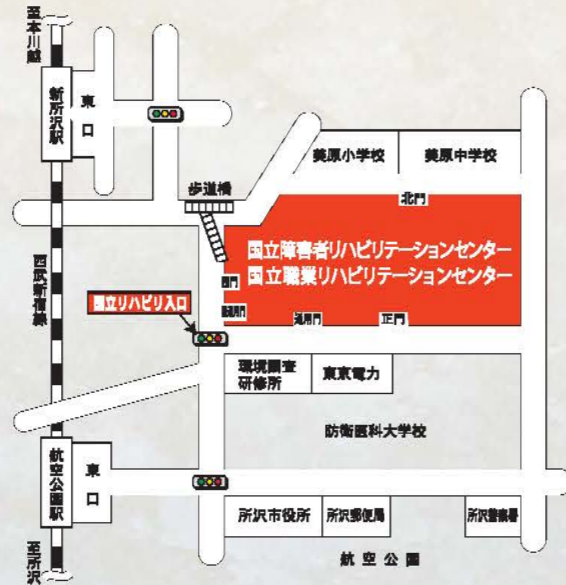 至本川越
新所沢駅
東口
美原小学校
美原中学校
歩道橋
北門
国立障害者リハビリテーションセンター
国立職業リハビリテーションセンター
西門
通用門
正門
国立リハビリ入口
西武新宿線
環境調査
研修所
東京電力
防衛医科大学校
航空公園駅
東口
所沢市役所
所沢郵便局
所沢警察署
航空公園
至所沢